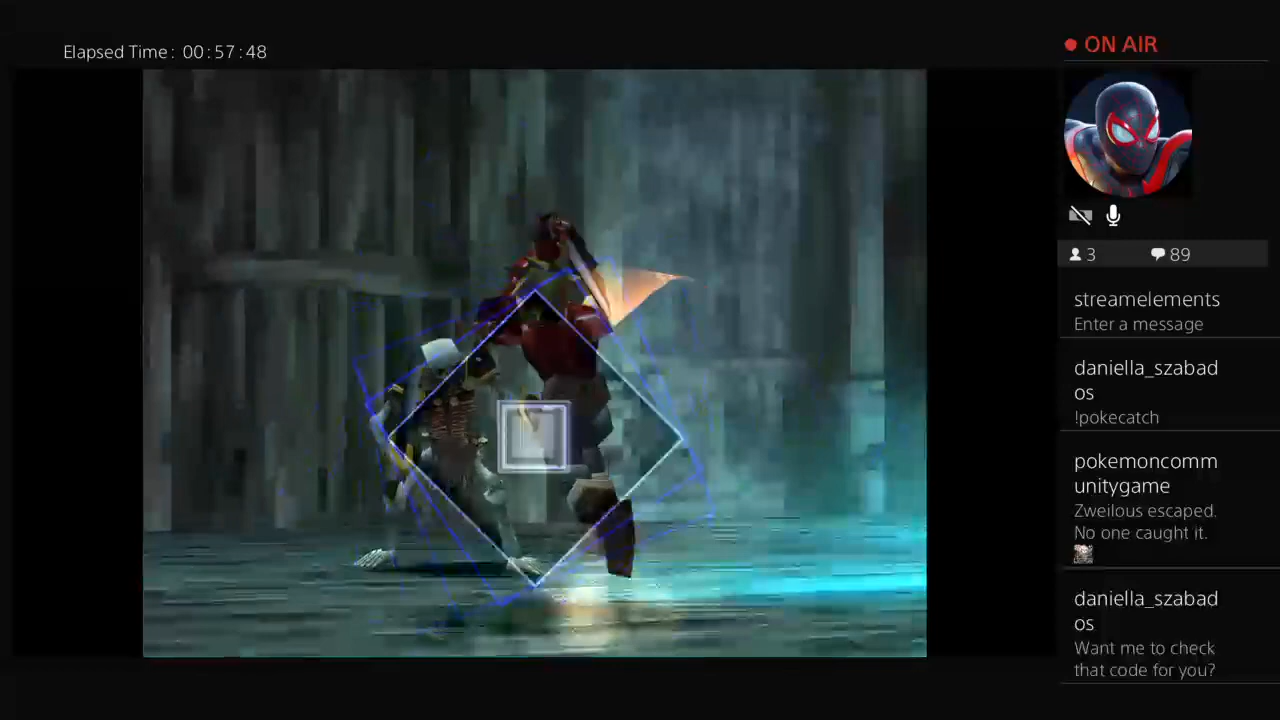 Elapsed Time: 00:57:48
ON AIR
3 89
streamelements
Enter a message
daniella_szabad
os
!pokecatch
pokemoncomm
unitygame
Zweilous escaped.
No one caught it.
daniella_szabad
os
Want me to check
that code for you?